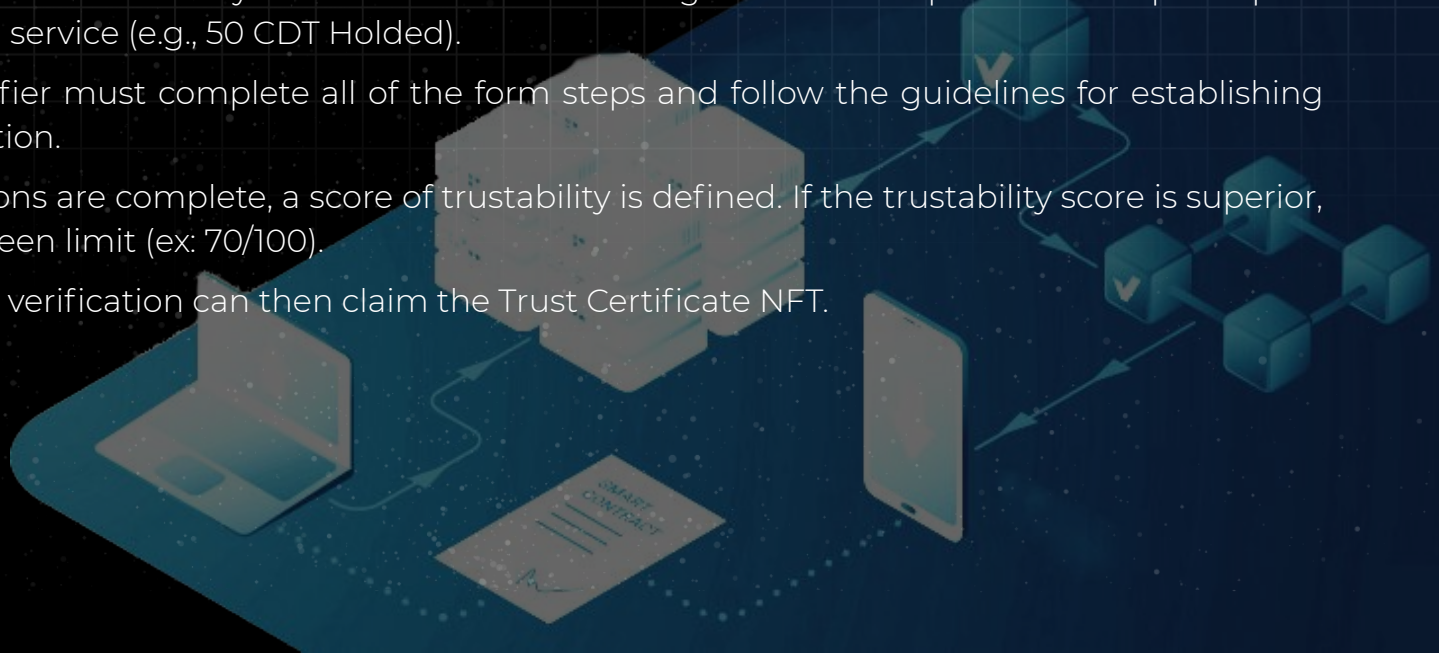 service (e.g., 50 CDT Holded).
fier must complete all of the form steps and follow the guidelines for establishing
tion.
ons are complete, a score of trustability is defined. If the trustability score is superior,
een limit (ex: 70/100).
verification can then claim the Trust Certificate NFT.
SMART
CONTRACT